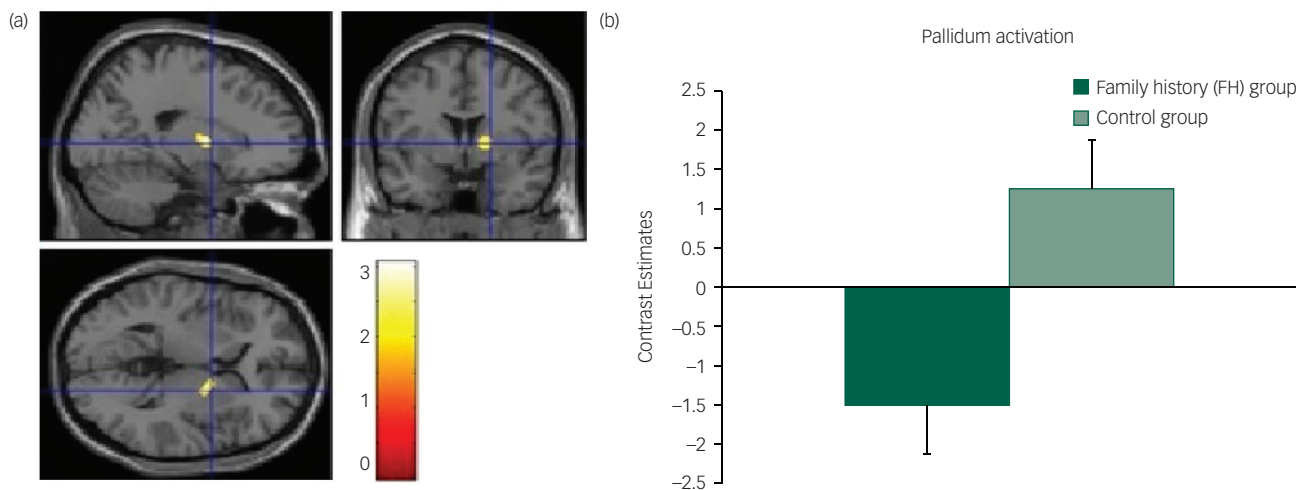 (a)
3
2
1
0
(b)
Pallidum activation
Family history (FH) group
Control group
Contrast Estimates
2.5
2
1.5
1
0.5
0
–0.5
–1
–1.5
–2
–2.5